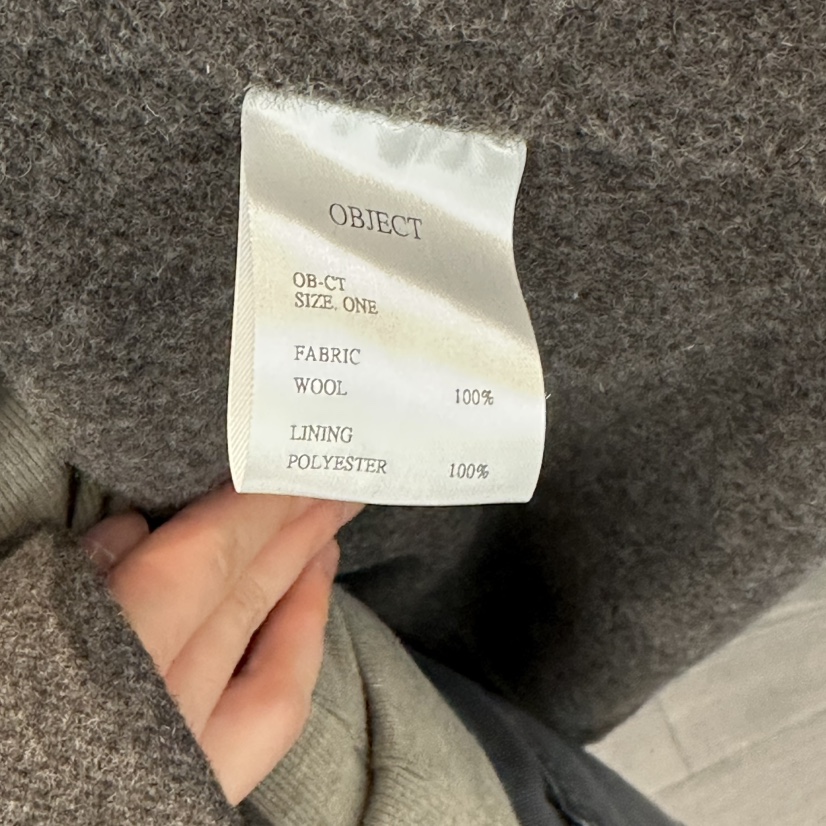 OBJECT
OB-CT
SIZE. ONE
FABRIC
WOOL 100%
LINING
POLYESTER 100%